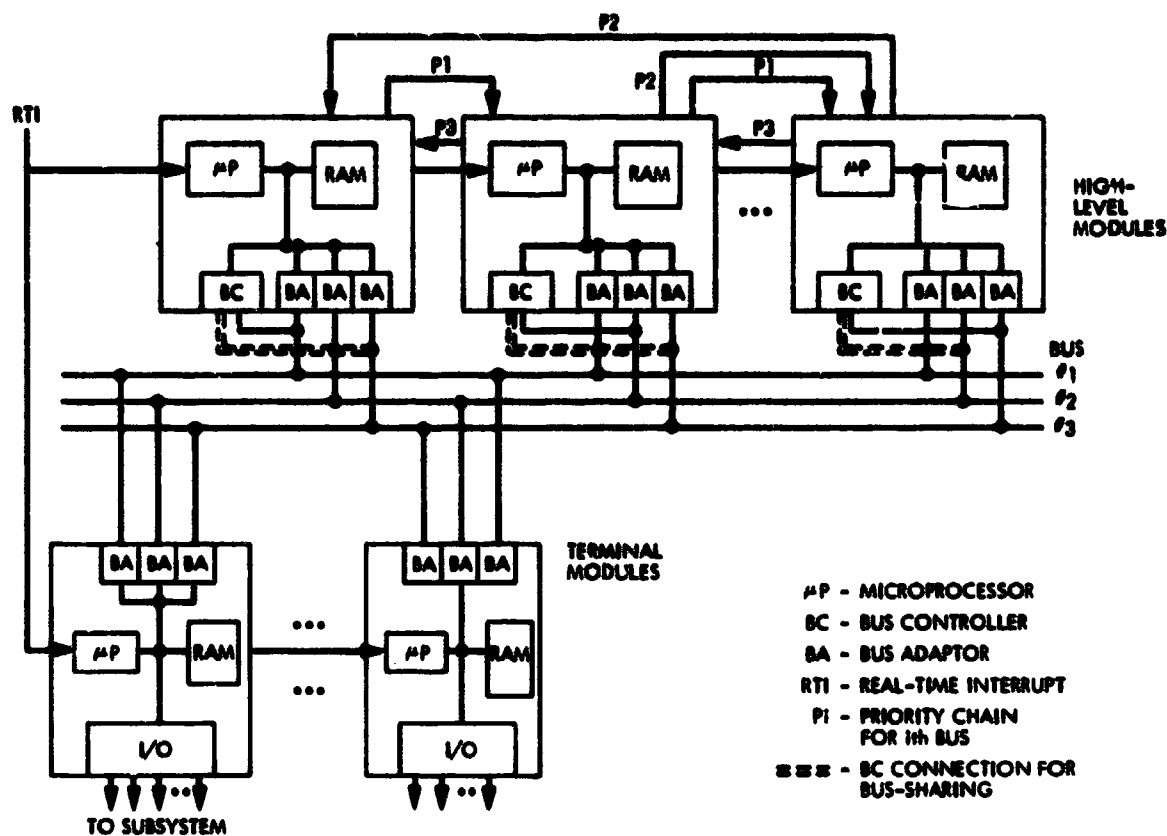 P2
P1
P2
P1
RTI
P3
P3
μP
RAM
μP
RAM
μP
RAM
HIGH-
LEVEL
MODULES
...
BC
BA
BA
BA
BC
BA
BA
BA
BC
BA
BA
BA
BUS
#1
#2
#3
BA
BA
BA
BA
BA
BA
TERMINAL
MODULES
μP
RAM
...
...
μP
RAM
I/O
I/O
TO SUBSYSTEM
μP - MICROPROCESSOR
BC - BUS CONTROLLER
BA - BUS ADAPTOR
RTI - REAL-TIME INTERRUPT
Pi - PRIORITY CHAIN
FOR ith BUS
=== - BC CONNECTION FOR
BUS-SHARING